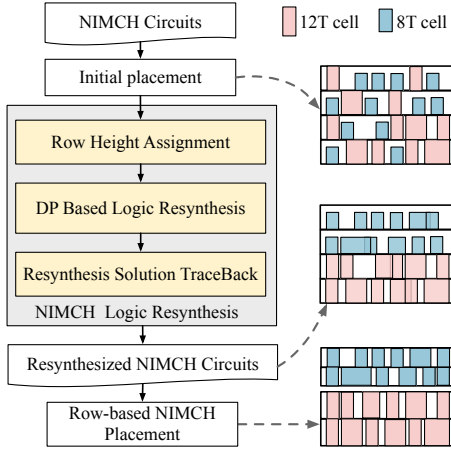 NIMCH Circuits
12T cell
8T cell
Initial placement
Row Height Assignment
DP Based Logic Resynthesis
Resynthesis Solution TraceBack
NIMCH Logic Resynthesis
Resynthesized NIMCH Circuits
Row-based NIMCH
Placement